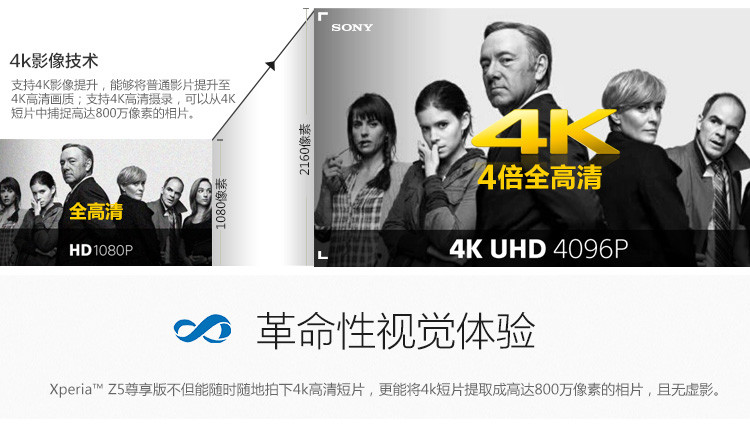 4k影像技术
支持4K影像提升，能够将普通影片提升至
4K高清画质；支持4K高清摄录，可以从4K
短片中捕捉高达800万像素的相片。
全高清
HD1080P
1080像素
2160像素
SONY
4K
4倍全高清
4K UHD 4096P
革命性视觉体验
Xperia™ Z5尊享版不但能随时随地拍下4k高清短片，更能将4k短片提取成高达800万像素的相片，且无虚影。